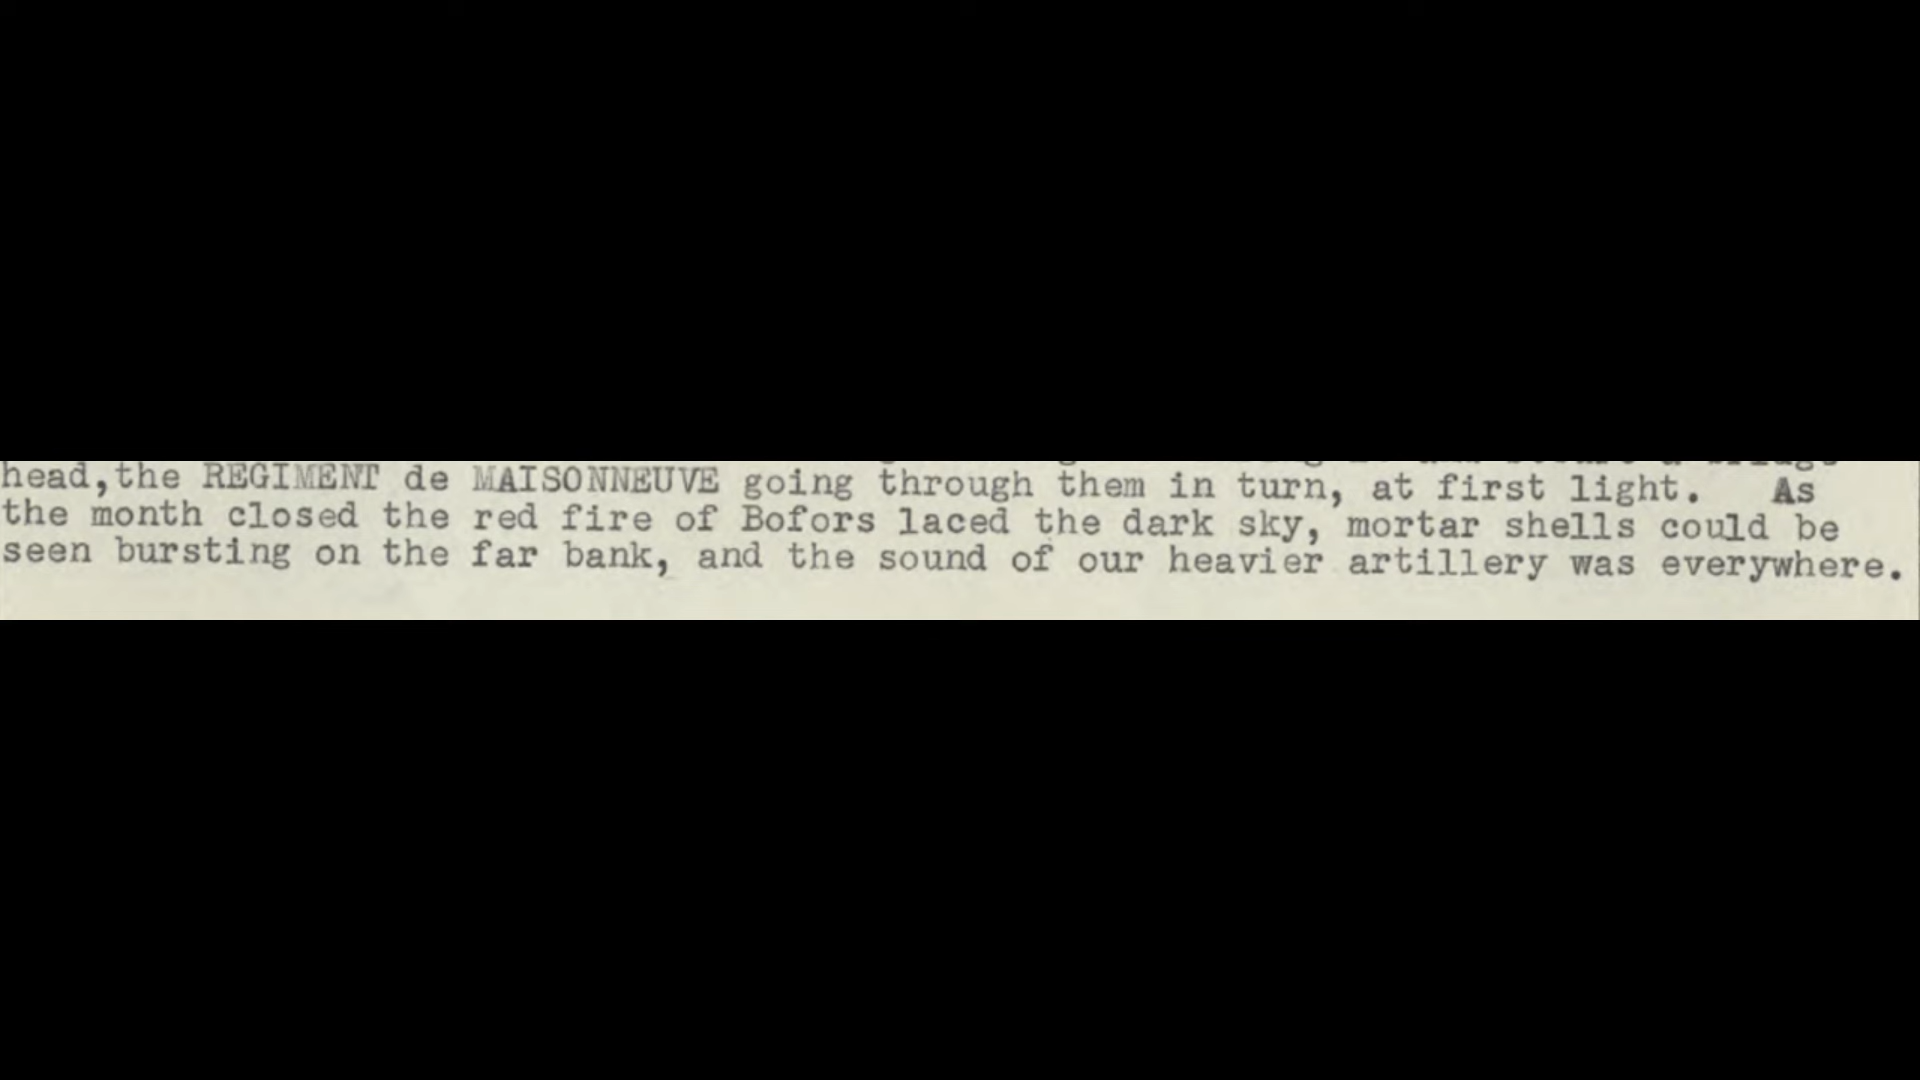 head,the REGIMENT de MAISONNEUVE going through them in turn, at first light. As
the month closed the red fire of Bofors laced the dark sky, mortar shells could be
seen bursting on the far bank, and the sound of our heavier artillery was everywhere.